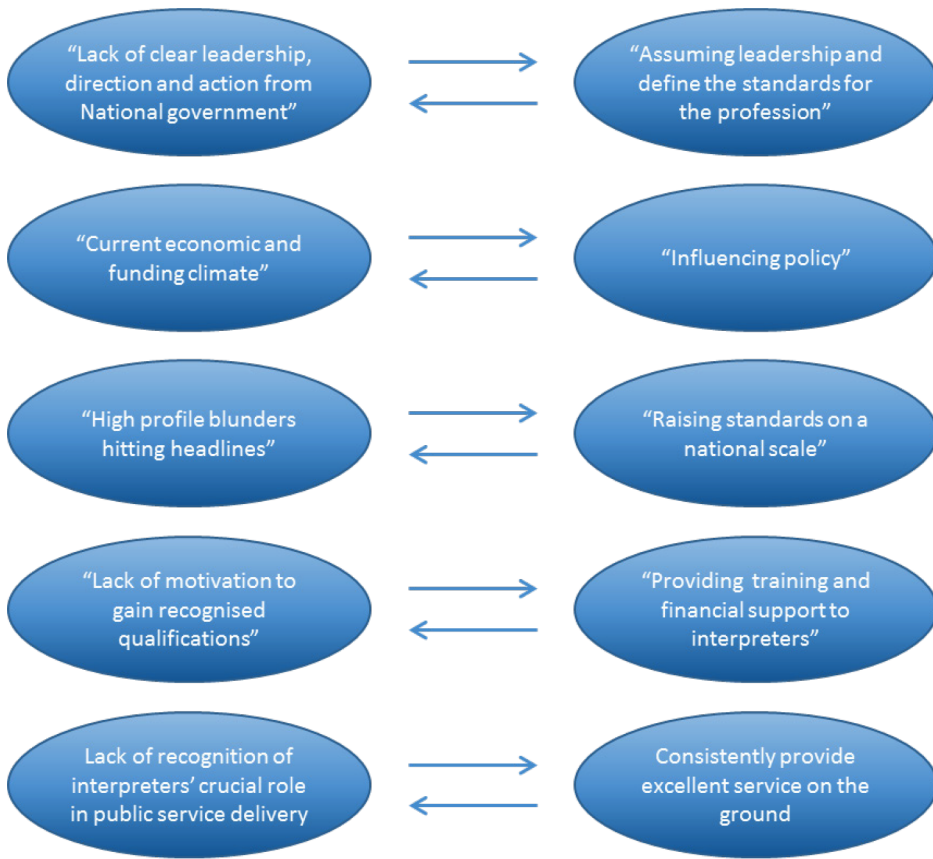 “Lack of clear leadership,
direction and action from
National government”
“Assuming leadership and
define the standards for
the profession”
“Current economic and
funding climate”
“Influencing policy”
“High profile blunders
hitting headlines”
“Raising standards on a
national scale”
“Lack of motivation to
gain recognised
qualifications”
“Providing  training and
financial support to
interpreters”
Lack of recognition of
interpreters’ crucial role
in public service delivery
Consistently provide
excellent service on the
ground